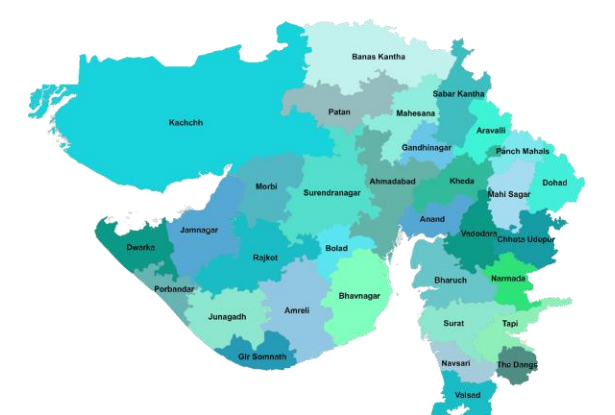 Banas Kantha
Sabar Kantha
Patan
Mahesana
Kachchh
Aravalli
Gandhinagar
Panch Mahals
Ahmadabad
Kheda
Dohad
Morbi
Surendranagar
Mahi Sagar
Anand
Jamnagar
Vadodara
Chhota Udepur
Dwarka
Bolad
Rajkot
Narmada
Bharuch
Porbandar
Bhavnagar
Amreli
Junagadh
Surat
Tapi
Gir Somnath
Navsari
The Dangs
Valsad